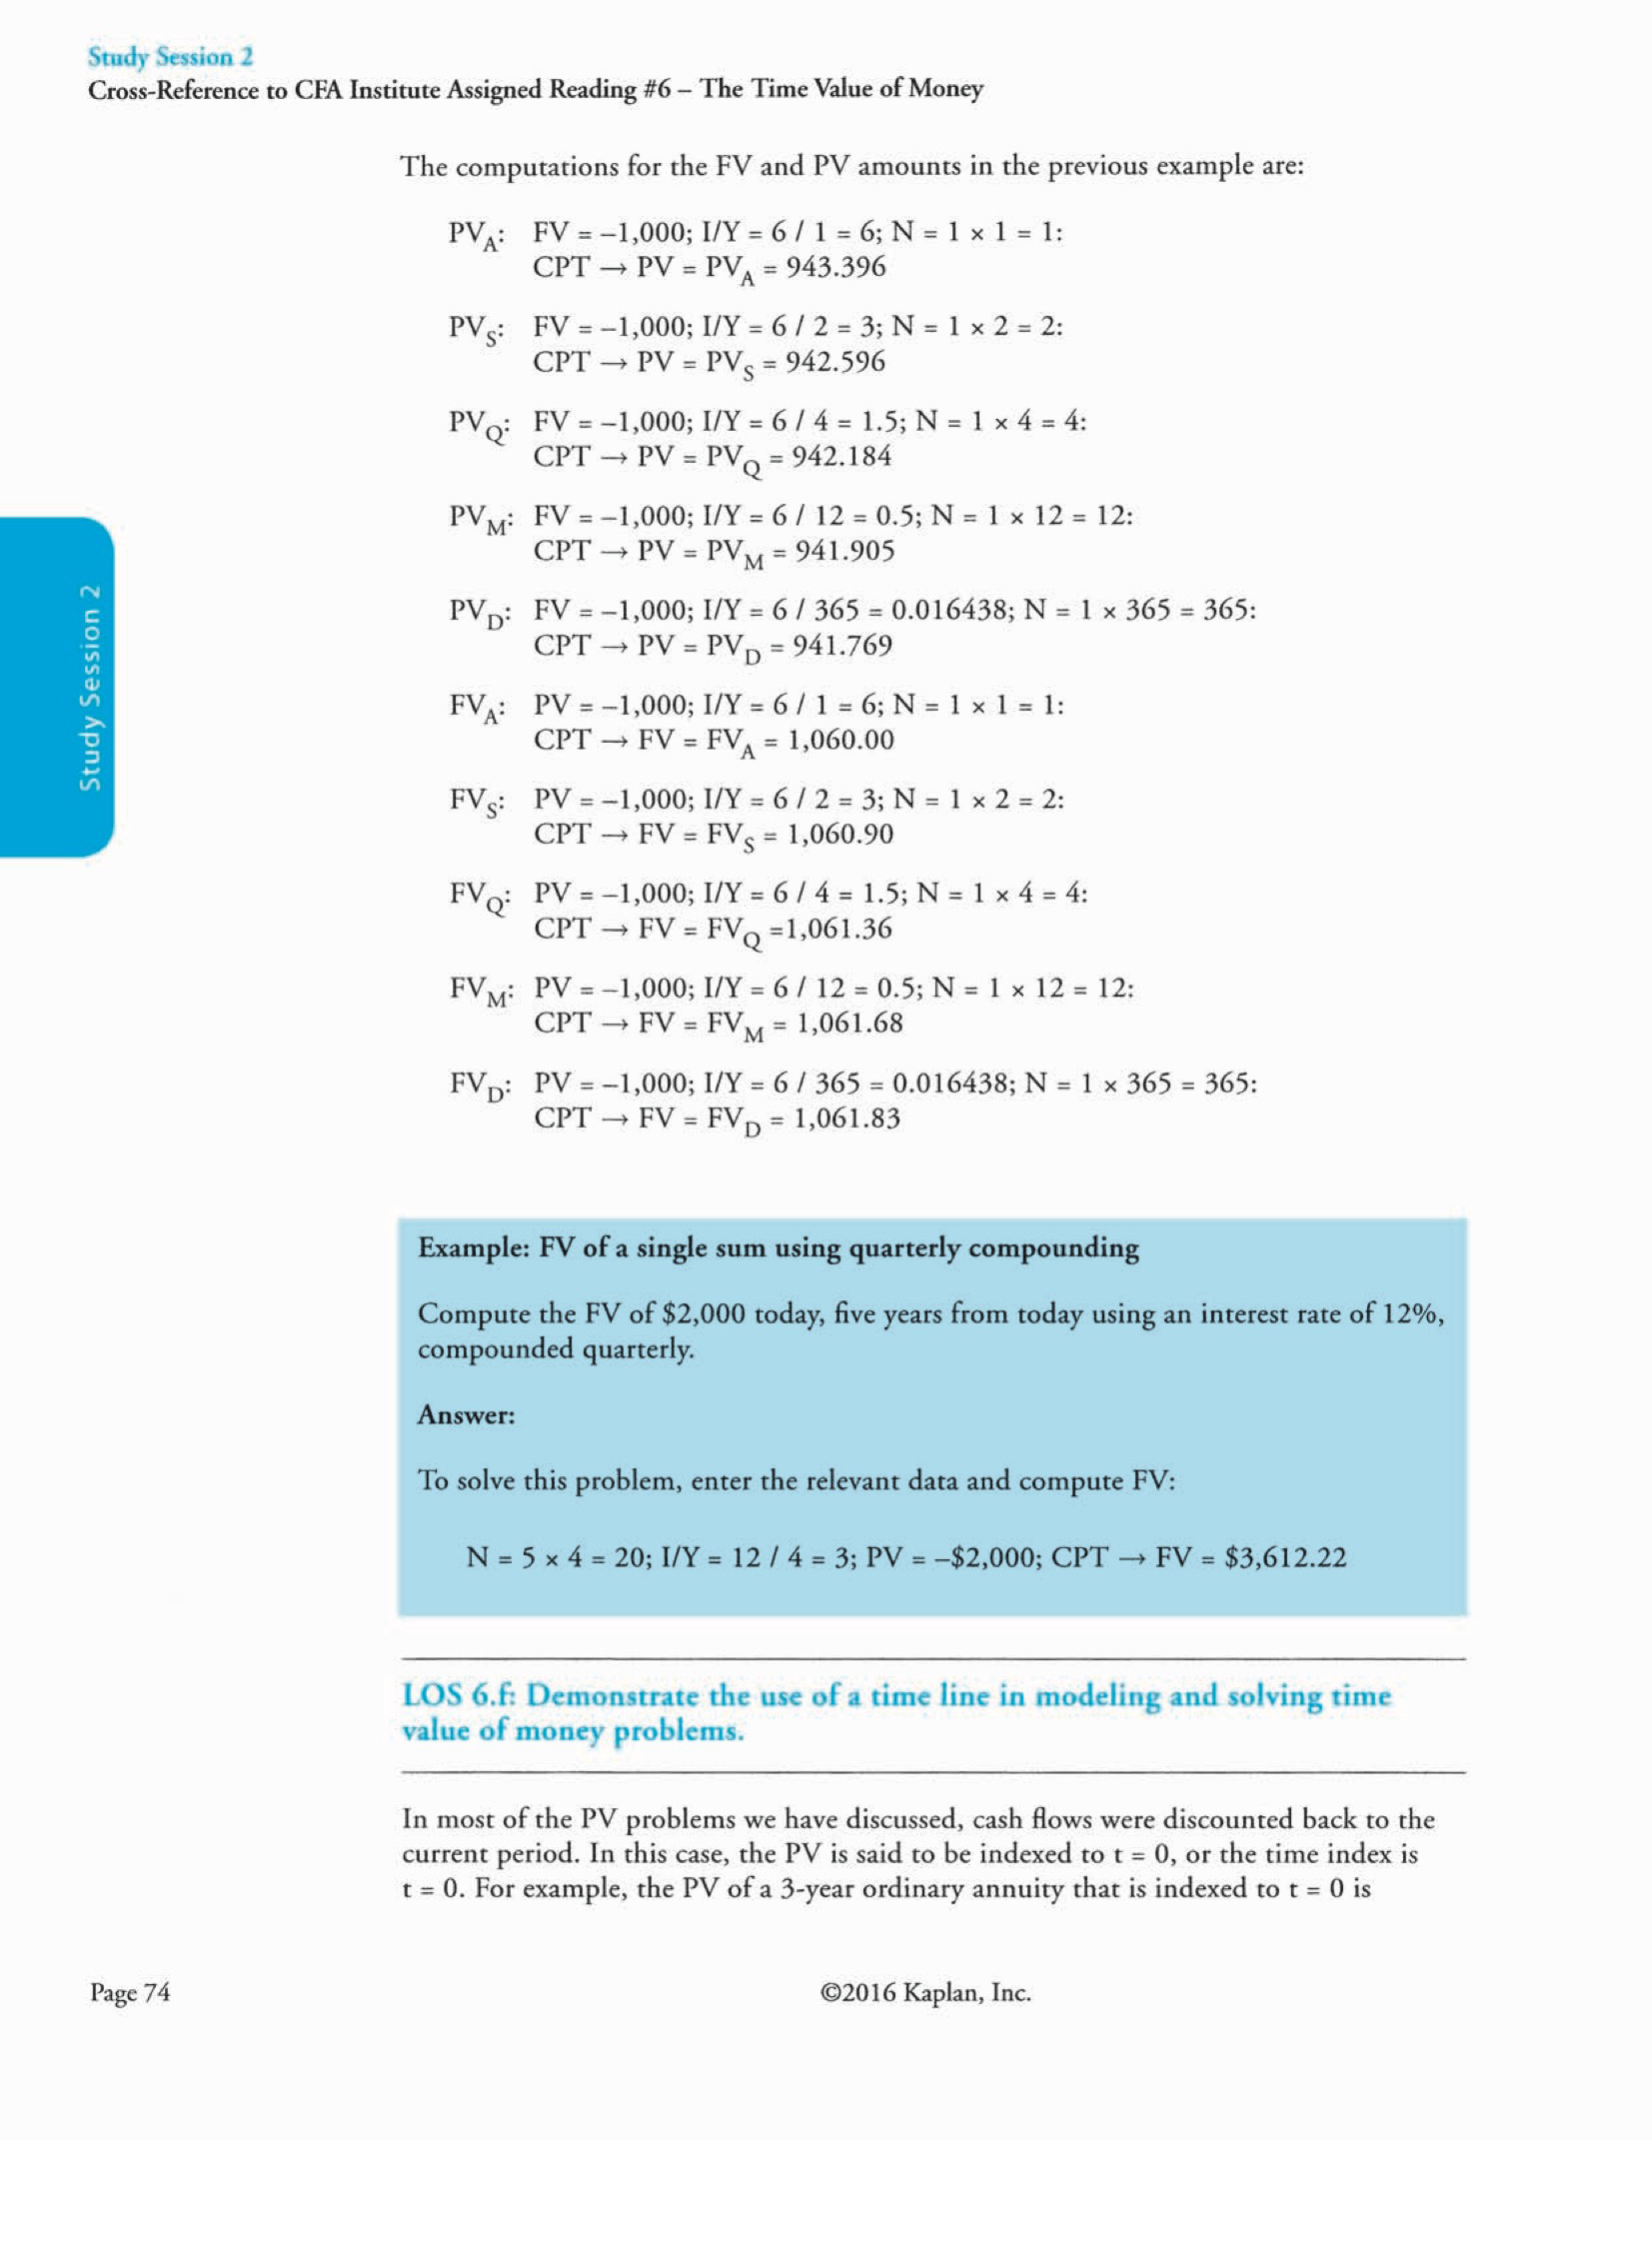 Study Session 2
Cross-Reference to CFA Institute Assigned Reading #6 – The Time Value of Money
The computations for the FV and PV amounts in the previous example are:
PV_A: FV = –1,000; I/Y = 6 / 1 = 6; N = 1 × 1 = 1:
CPT → PV = PV_A = 943.396
PV_S: FV = –1,000; I/Y = 6 / 2 = 3; N = 1 × 2 = 2:
CPT → PV = PV_S = 942.596
PV_Q: FV = –1,000; I/Y = 6 / 4 = 1.5; N = 1 × 4 = 4:
CPT → PV = PV_Q = 942.184
PV_M: FV = –1,000; I/Y = 6 / 12 = 0.5; N = 1 × 12 = 12:
CPT → PV = PV_M = 941.905
PV_D: FV = –1,000; I/Y = 6 / 365 = 0.016438; N = 1 × 365 = 365:
CPT → PV = PV_D = 941.769
FV_A: PV = –1,000; I/Y = 6 / 1 = 6; N = 1 × 1 = 1:
CPT → FV = FV_A = 1,060.00
FV_S: PV = –1,000; I/Y = 6 / 2 = 3; N = 1 × 2 = 2:
CPT → FV = FV_S = 1,060.90
FV_Q: PV = –1,000; I/Y = 6 / 4 = 1.5; N = 1 × 4 = 4:
CPT → FV = FV_Q =1,061.36
FV_M: PV = –1,000; I/Y = 6 / 12 = 0.5; N = 1 × 12 = 12:
CPT → FV = FV_M = 1,061.68
FV_D: PV = –1,000; I/Y = 6 / 365 = 0.016438; N = 1 × 365 = 365:
CPT → FV = FV_D = 1,061.83
Study Session 2
Example: FV of a single sum using quarterly compounding
Compute the FV of $2,000 today, five years from today using an interest rate of 12%,
compounded quarterly.
Answer:
To solve this problem, enter the relevant data and compute FV:
N = 5 × 4 = 20; I/Y = 12 / 4 = 3; PV = –$2,000; CPT → FV = $3,612.22
LOS 6.f: Demonstrate the use of a time line in modeling and solving time
value of money problems.
In most of the PV problems we have discussed, cash flows were discounted back to the
current period. In this case, the PV is said to be indexed to t = 0, or the time index is
t = 0. For example, the PV of a 3-year ordinary annuity that is indexed to t = 0 is
Page 74
©2016 Kaplan, Inc.